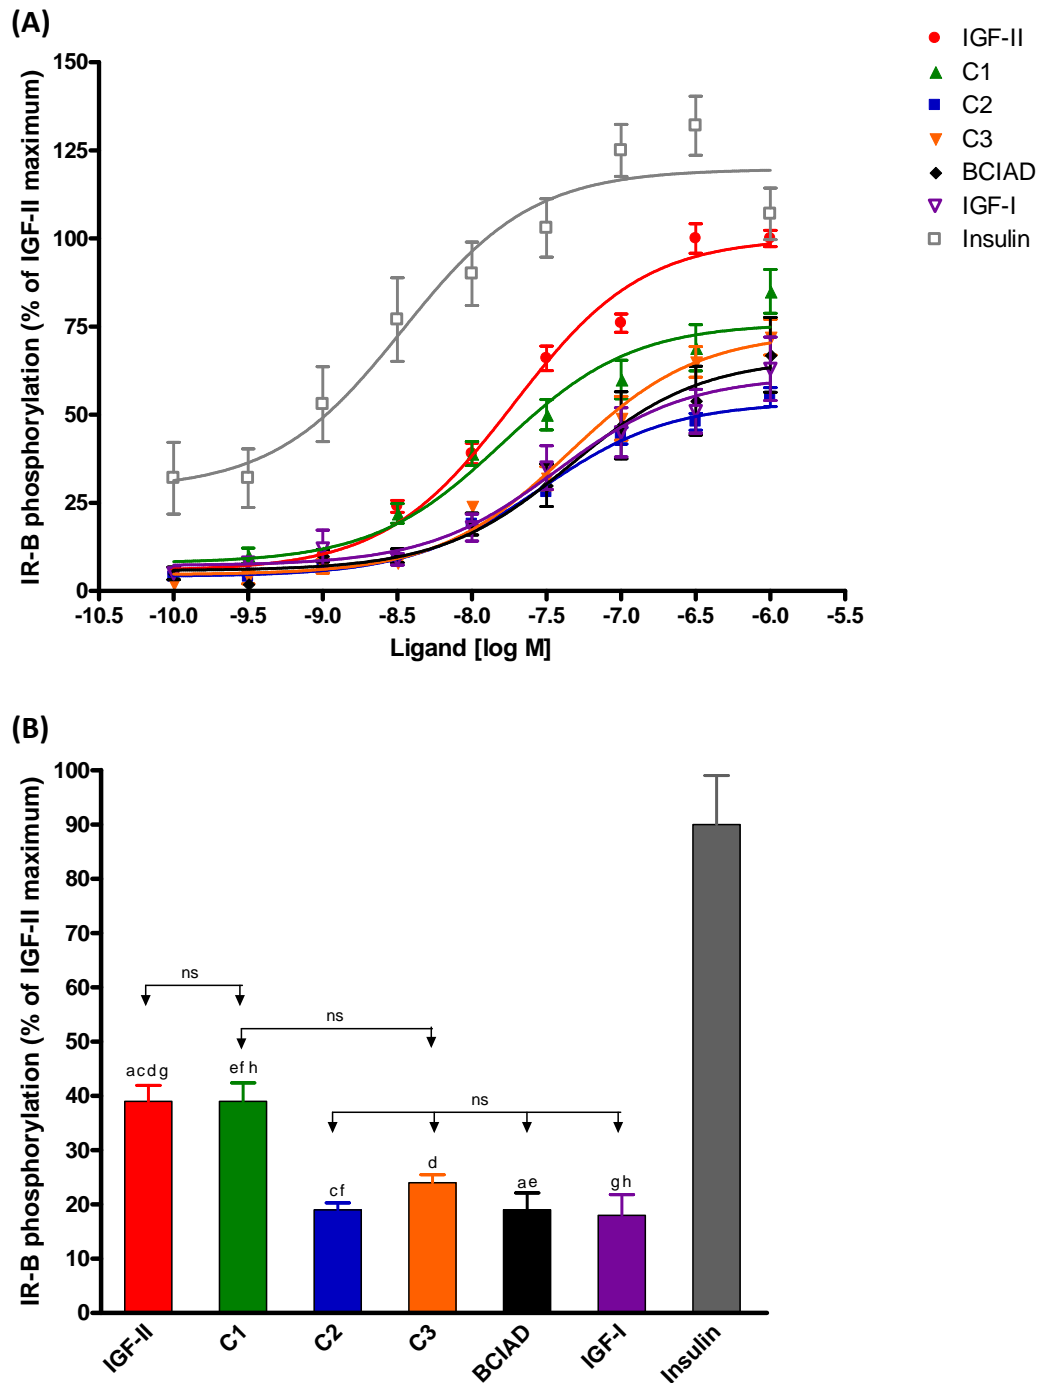 (A)
IR-B phosphorylation (% of IGF-II maximum)
150
125
100
75
50
25
0
-10.5 -10.0 -9.5 -9.0 -8.5 -8.0 -7.5 -7.0 -6.5 -6.0 -5.5
Ligand [log M]
IGF-II
C1
C2
C3
BCIAD
IGF-I
Insulin
(B)
IR-B phosphorylation (% of IGF-II maximum)
100
90
80
70
60
50
40
30
20
10
0
ns
ns
ns
acdg
efh
cf
d
ae
gh
IGF-II
C1
C2
C3
BCIAD
IGF-I
Insulin